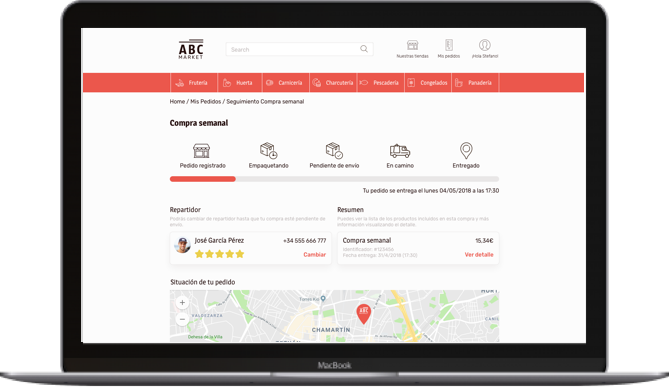 ABC
MARKET
Search
Nuestras tiendas
Mis pedidos
¡Hola Stefano!
Frutería
Huerta
Carnicería
Charcutería
Pescadería
Congelados
Panadería
Home / Mis Pedidos / Seguimiento Compra semanal
Compra semanal
Pedido registrado
Empaquetando
Pendiente de envío
En camino
Entregado
Tu pedido se entrega el lunes 04/05/2018 a las 17:30
Repartidor
Podrás cambiar de repartidor hasta que tu compra esté pendiente de
envío.
José García Pérez
+34 555 666 777
Cambiar
Resumen
Puedes ver la lista de los productos incluidos en esta compra y más
información visualizando el detalle.
Compra semanal
15,34€
Identificador: #123456
Fecha entrega: 31/4/2018 (17:30)
Ver detalle
Situación de tu pedido
+
−
VALDEZARZA
Dehesa de la Villa
CHAMARTÍN
ABC
MacBook